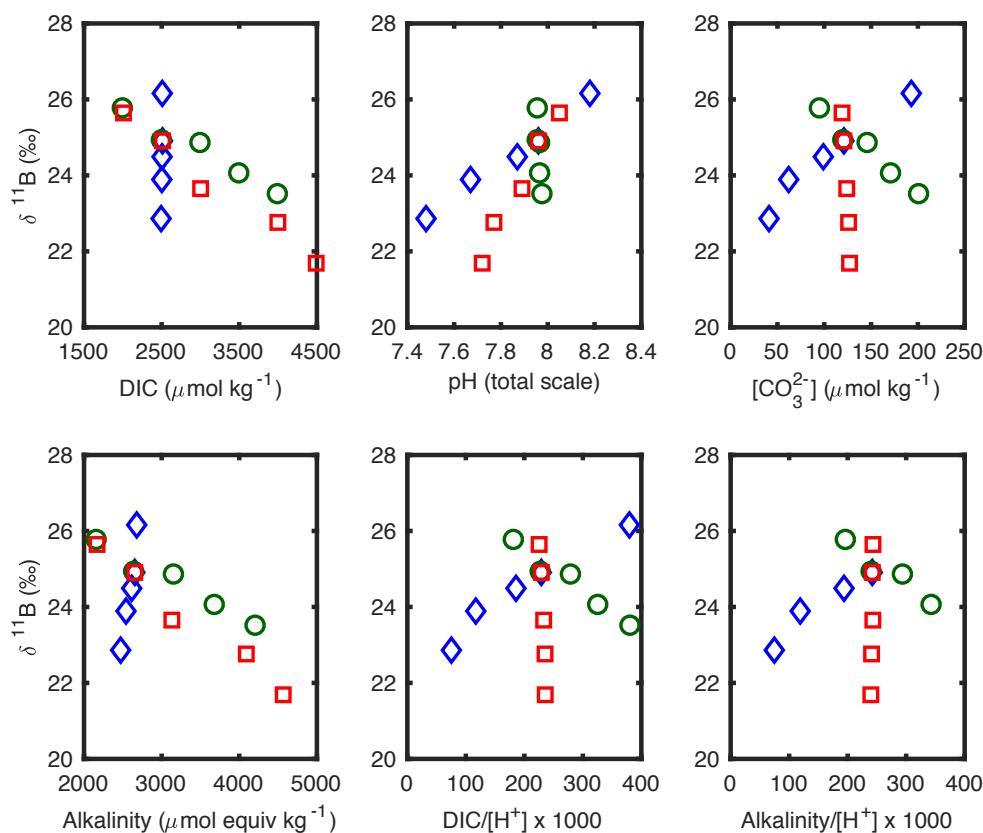 28
26
24
22
20
δ ¹¹B (‰)
1500 2500 3500 4500
DIC (μmol kg⁻¹)
28
26
24
22
20
7.4 7.6 7.8 8 8.2 8.4
pH (total scale)
28
26
24
22
20
0 50 100 150 200 250
[CO₃²⁻] (μmol kg⁻¹)
28
26
24
22
20
δ ¹¹B (‰)
2000 3000 4000 5000
Alkalinity (μmol equiv kg⁻¹)
28
26
24
22
20
0 100 200 300 400
DIC/[H⁺] x 1000
28
26
24
22
20
0 100 200 300 400
Alkalinity/[H⁺] x 1000